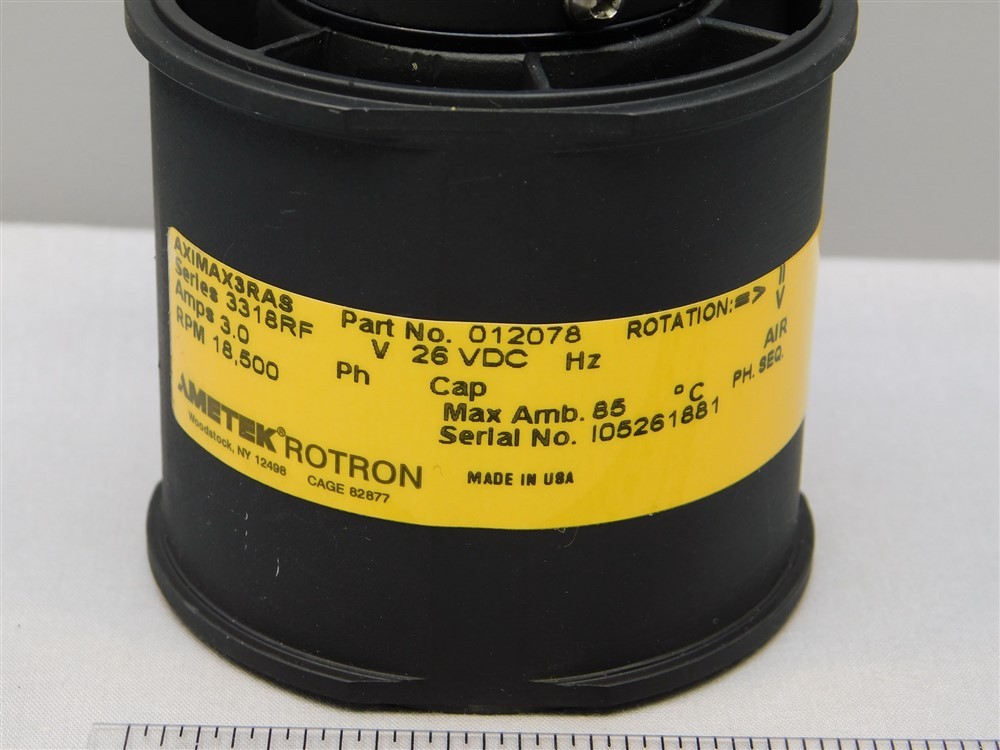 AXIMAX3RAS
Series 3318RF Part No. 012078 ROTATION:=> ||
Amps 3.0 V 26 VDC Hz V
RPM 18,500 Ph Cap AIR
Max Amb. 85 °C PH. SEQ.
Serial No. I05261881
AMETEK® ROTRON
Woodstock, NY 12498 MADE IN USA
CAGE 82877